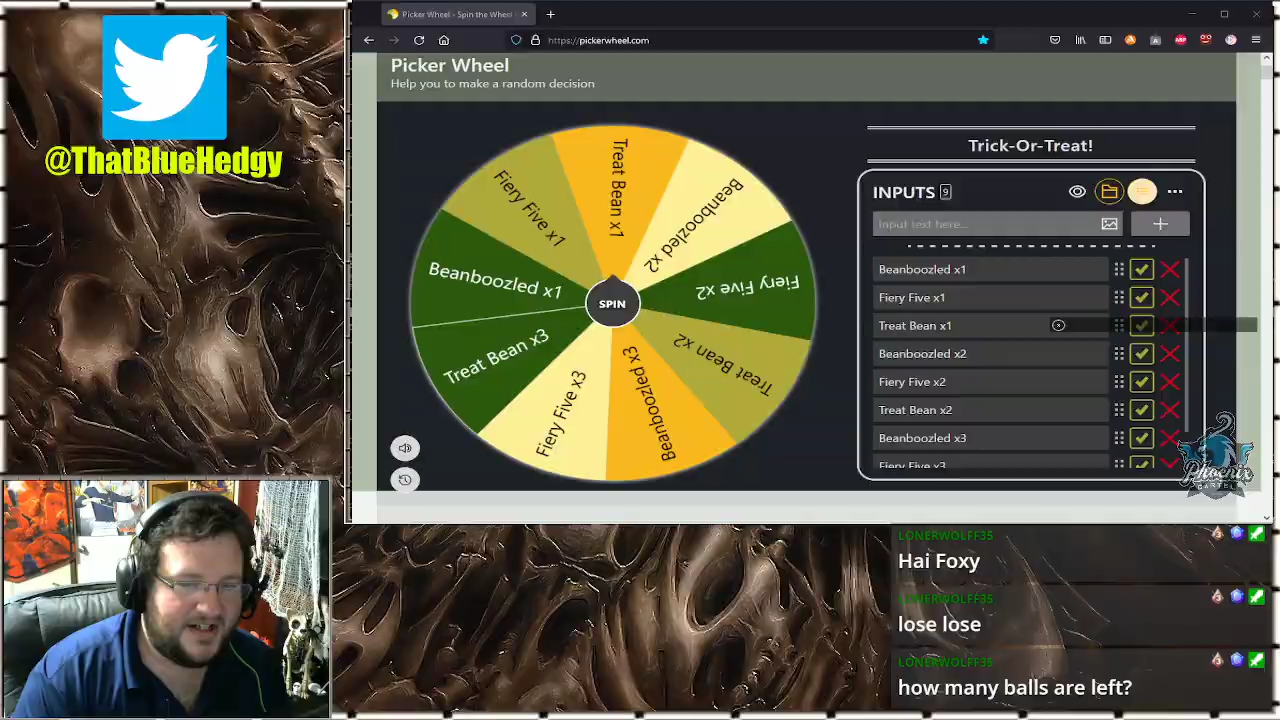 @ThatBlueHedgy
Picker Wheel - Spin the Wheel
https://pickerwheel.com
Picker Wheel
Help you to make a random decision
Treat Bean x1
Beanboozled x2
Fiery Five x2
Treat Bean x2
Beanboozled x3
Fiery Five x3
Treat Bean x3
Beanboozled x1
Fiery Five x1
SPIN
Trick-Or-Treat!
INPUTS 9
Input text here...
Beanboozled x1
Fiery Five x1
Treat Bean x1
Beanboozled x2
Fiery Five x2
Treat Bean x2
Beanboozled x3
Fiery Five x3
Phoenix
LONERWOLFF35
Hai Foxy
LONERWOLFF35
lose lose
LONERWOLFF35
how many balls are left?